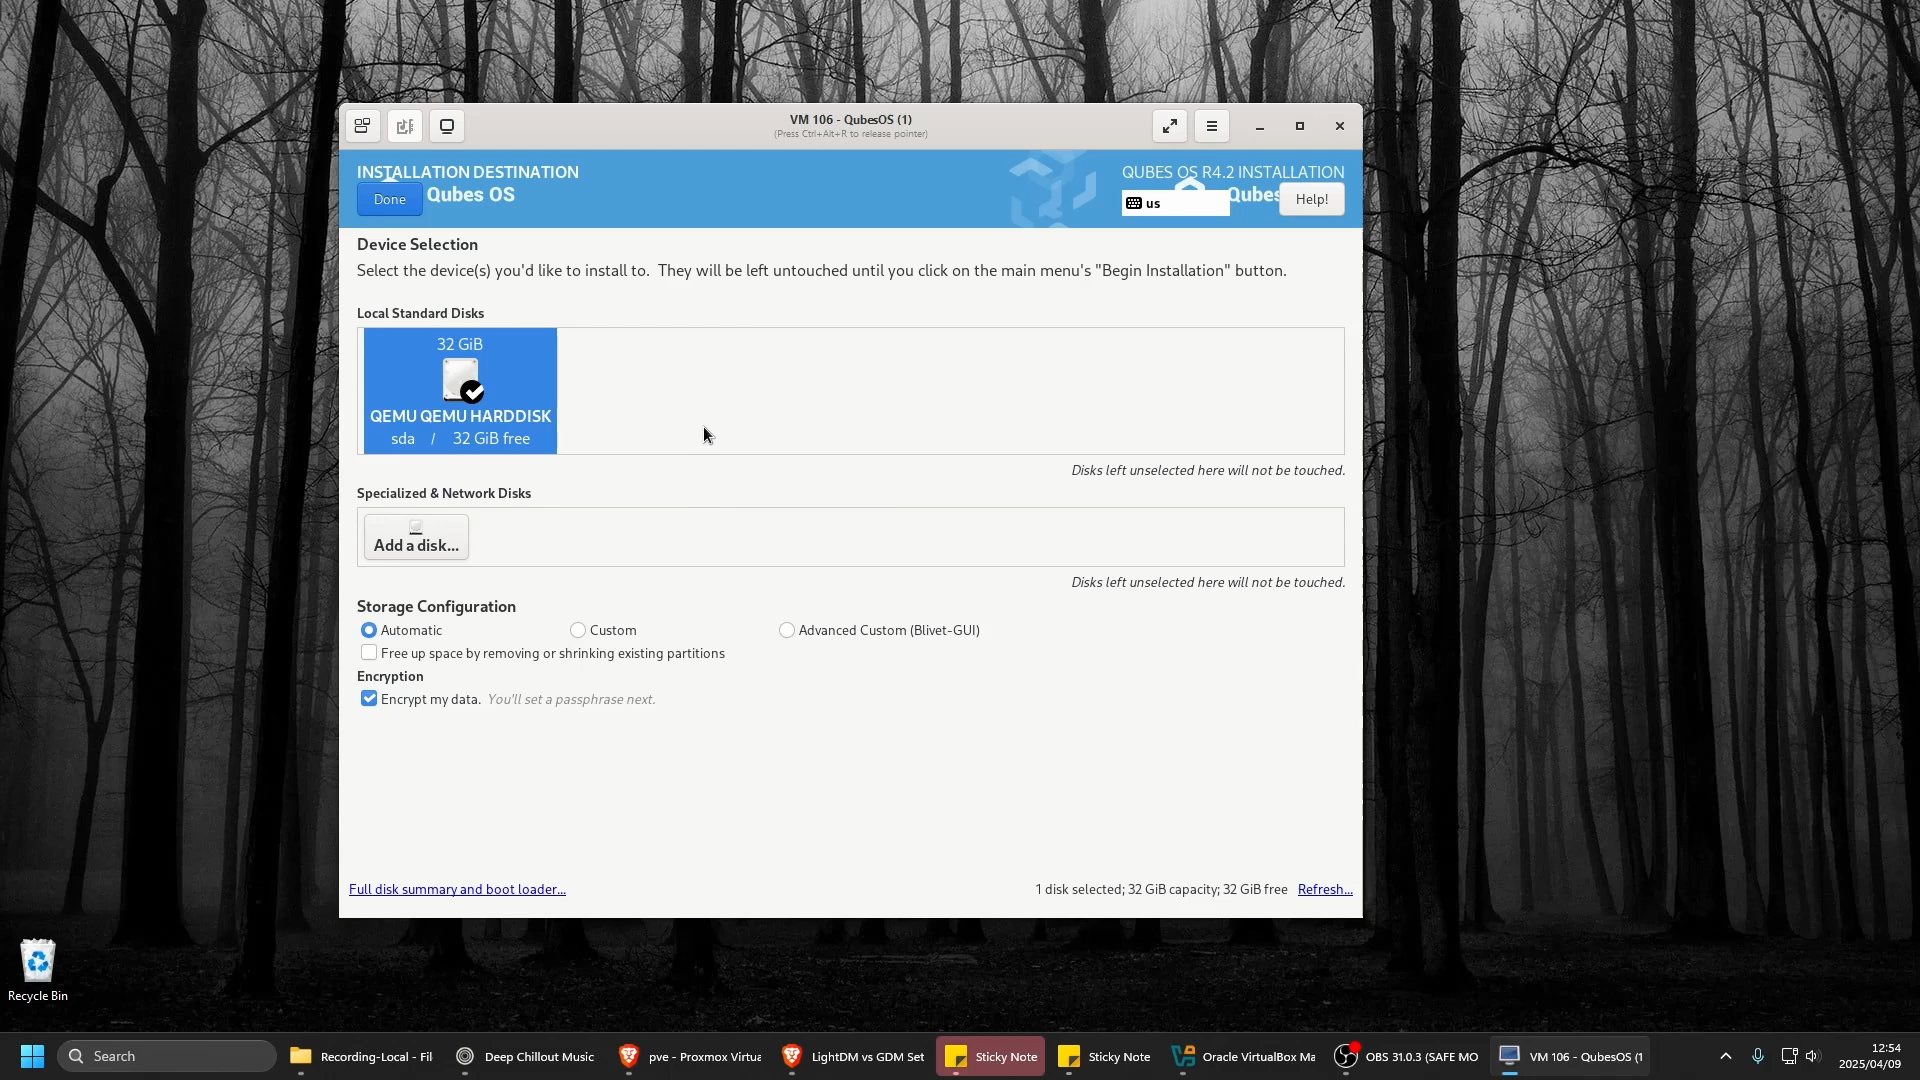 VM 106 - QubesOS (1)
(Press Ctrl+Alt+R to release pointer)
INSTALLATION DESTINATION
QUBES OS R4.2 INSTALLATION
Done
Qubes OS
us
Qubes
Help!
Device Selection
Select the device(s) you'd like to install to.  They will be left untouched until you click on the main menu's "Begin Installation" button.
Local Standard Disks
32 GiB
QEMU QEMU HARDDISK
sda / 32 GiB free
Disks left unselected here will not be touched.
Specialized & Network Disks
Add a disk...
Disks left unselected here will not be touched.
Storage Configuration
Automatic
Custom
Advanced Custom (Blivet-GUI)
Free up space by removing or shrinking existing partitions
Encryption
Encrypt my data. You'll set a passphrase next.
Full disk summary and boot loader...
1 disk selected; 32 GiB capacity; 32 GiB free
Refresh...
Recycle Bin
Search
Recording-Local - Fil
Deep Chillout Music
pve - Proxmox Virtua
LightDM vs GDM Set
Sticky Note
Sticky Note
Oracle VirtualBox Ma
OBS 31.0.3 (SAFE MO
VM 106 - QubesOS (1
12:54
2025/04/09